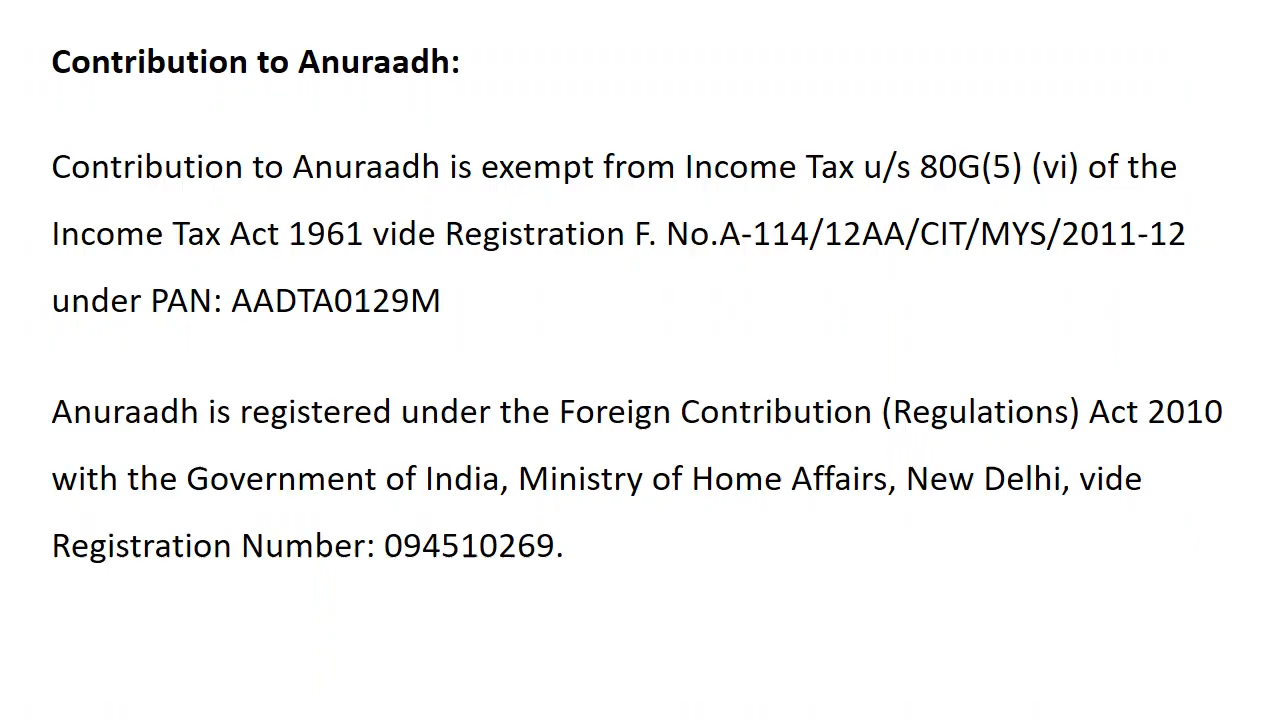 Contribution to Anuraadh:
Contribution to Anuraadh is exempt from Income Tax u/s 80G(5) (vi) of the
Income Tax Act 1961 vide Registration F. No.A-114/12AA/CIT/MYS/2011-12
under PAN: AADTA0129M
Anuraadh is registered under the Foreign Contribution (Regulations) Act 2010
with the Government of India, Ministry of Home Affairs, New Delhi, vide
Registration Number: 094510269.